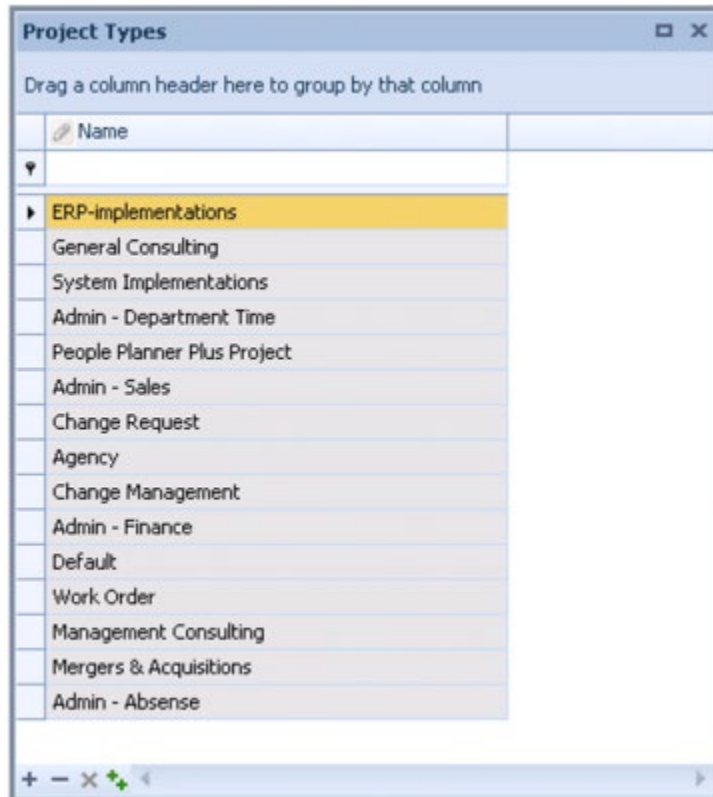 Project Types
Drag a column header here to group by that column
Name
ERP-implementations
General Consulting
System Implementations
Admin - Department Time
People Planner Plus Project
Admin - Sales
Change Request
Agency
Change Management
Admin - Finance
Default
Work Order
Management Consulting
Mergers & Acquisitions
Admin - Absense